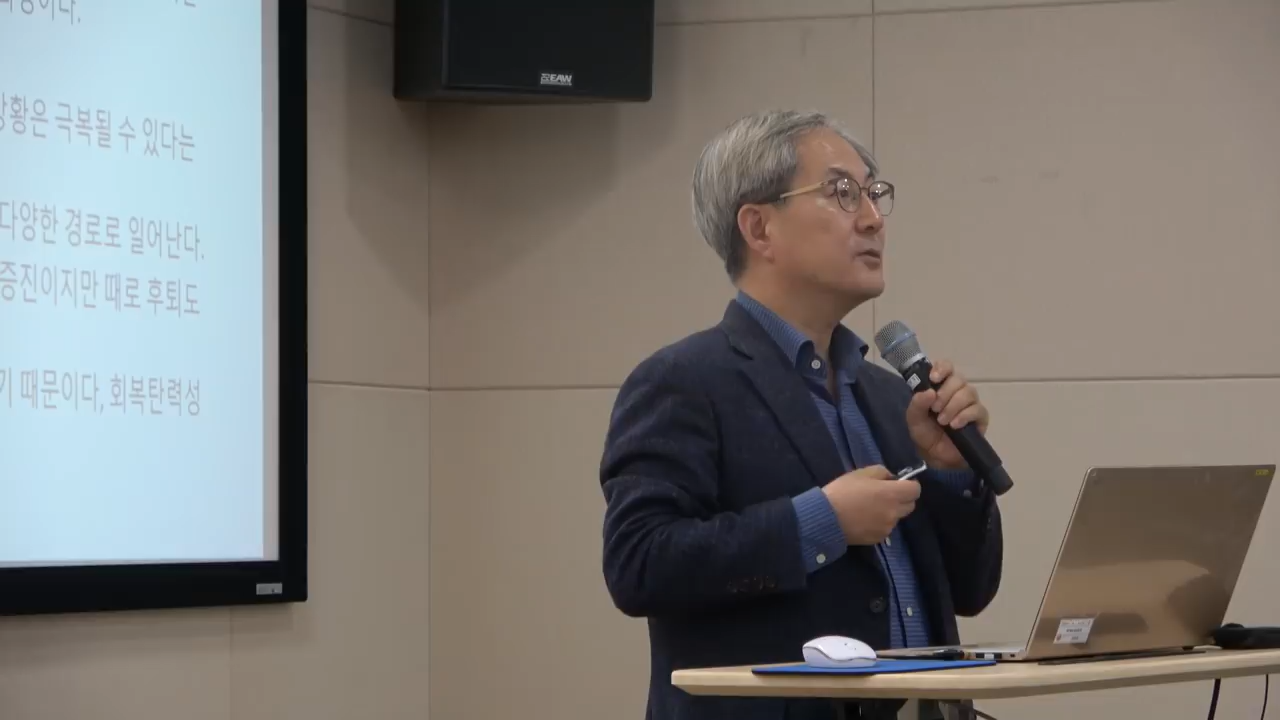 상황은 극복될 수 있다는
다양한 경로로 일어난다.
증진이지만 때로 후퇴도
때문이다, 회복탄력성
EAW